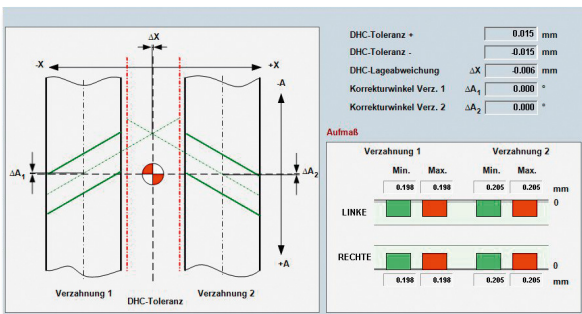 ΔX
-X
+X
-A
ΔA1
ΔA2
+A
Verzahnung 1
DHC-Toleranz
Verzahnung 2
DHC-Toleranz + 0.015 mm
DHC-Toleranz - -0.015 mm
DHC-Lageabweichung ΔX -0.006 mm
Korrekturwinkel Verz. 1 ΔA1 0.000 °
Korrekturwinkel Verz. 2 ΔA2 0.000 °
Aufmaß
Verzahnung 1 Verzahnung 2
Min. Max. Min. Max.
0.198 0.198 0.205 0.205 mm
LINKE 0
RECHTE 0
0.198 0.198 0.205 0.205 mm